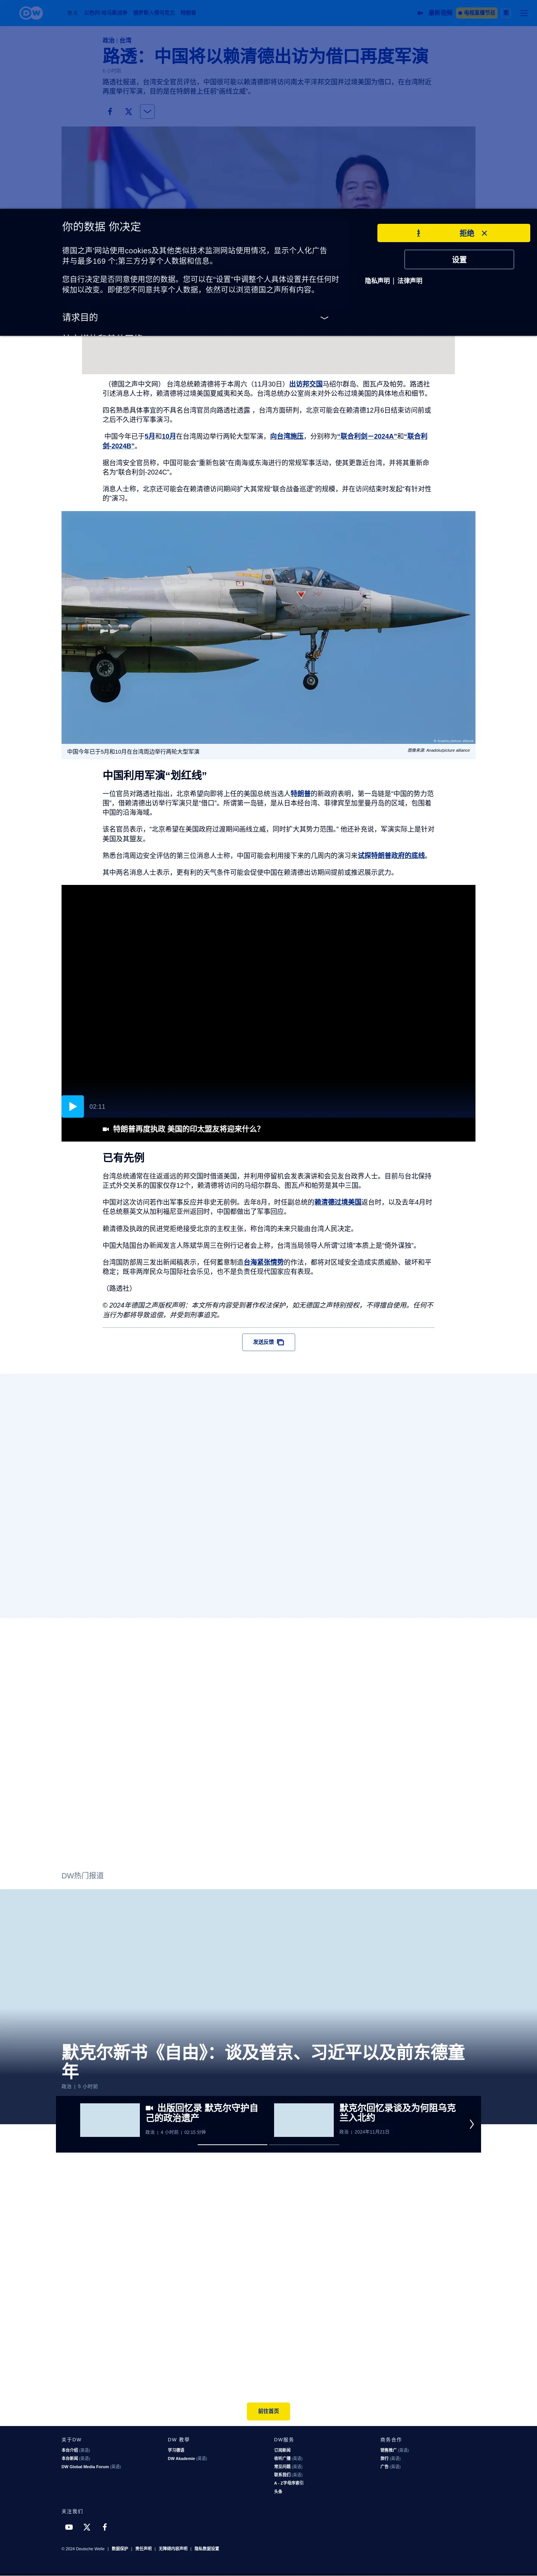 DW
最新视频
电视直播节目
政治 | 台湾
路透：中国将以赖清德出访为借口再度军演
6 小时前
路透社报道，台湾安全官员评估，中国很可能以赖清德即将访问南太平洋邦交国并过境美国为借口，在台湾附近
再度举行军演，目的是在特朗普上任前“画线立威”。
你的数据 你决定
德国之声'网站使用cookies及其他类似技术监测网站使用情况，显示个人化广告
并与最多169 个;第三方分享个人数据和信息。
您自行决定是否同意使用您的数据。您可以在“设置”中调整个人具体设置并在任何时
候加以改变。即便您不同意共享个人数据，依然可以浏览德国之声所有内容。
请求目的
拒绝
设置
隐私声明 | 法律声明
（德国之声中文网） 台湾总统赖清德将于本周六（11月30日）出访邦交国马绍尔群岛、图瓦卢及帕劳。路透社
引述消息人士称，赖清德将过境美国夏威夷和关岛。台湾总统办公室尚未对外公布过境美国的具体地点和细节。
四名熟悉具体事宜的不具名台湾官员向路透社透露 ，台湾方面研判，北京可能会在赖清德12月6日结束访问前或
之后不久进行军事演习。
中国今年已于5月和10月在台湾周边举行两轮大型军演，向台湾施压，分别称为“联合利剑－2024A”和“联合利
剑-2024B”。
据台湾安全官员称，中国可能会“重新包装”在南海或东海进行的常规军事活动，使其更靠近台湾，并将其重新命
名为“联合利剑-2024C”。
消息人士称，北京还可能会在赖清德访问期间扩大其常规“联合战备巡逻”的规模，并在访问结束时发起“有针对性
的”演习。
中国今年已于5月和10月在台湾周边举行两轮大型军演
图像来源: Anadolu/picture alliance
中国利用军演“划红线”
一位官员对路透社指出，北京希望向即将上任的美国总统当选人特朗普的新政府表明，第一岛链是“中国的势力范
围”，借赖清德出访举行军演只是“借口”。所谓第一岛链，是从日本经台湾、菲律宾至加里曼丹岛的区域，包围着
中国的沿海海域。
该名官员表示，“北京希望在美国政府过渡期间画线立威，同时扩大其势力范围。” 他还补充说，军演实际上是针对
美国及其盟友。
熟悉台湾周边安全评估的第三位消息人士称，中国可能会利用接下来的几周内的演习来试探特朗普政府的底线。
其中两名消息人士表示，更有利的天气条件可能会促使中国在赖清德出访期间提前或推迟展示武力。
02:11
特朗普再度执政 美国的印太盟友将迎来什么？
已有先例
台湾总统通常在往返遥远的邦交国时借道美国，并利用停留机会发表演讲和会见友台政界人士。目前与台北保持
正式外交关系的国家仅存12个，赖清德将访问的马绍尔群岛、图瓦卢和帕劳是其中三国。
中国对这次访问若作出军事反应并非史无前例。去年8月，时任副总统的赖清德过境美国返台时，以及去年4月时
任总统蔡英文从加利福尼亚州返回时，中国都做出了军事回应。
赖清德及执政的民进党拒绝接受北京的主权主张，称台湾的未来只能由台湾人民决定。
中国大陆国台办新闻发言人陈斌华周三在例行记者会上称，台湾当局领导人所谓“过境”本质上是“倚外谋独”。
台湾国防部周三发出新闻稿表示，任何蓄意制造台海紧张情势的作法，都将对区域安全造成实质威胁、破坏和平
稳定；既非两岸民众与国际社会乐见，也不是负责任现代国家应有表现。
（路透社）
© 2024年德国之声版权声明：本文所有内容受到著作权法保护，如无德国之声特别授权，不得擅自使用。任何不
当行为都将导致追偿，并受到刑事追究。
发送反馈
DW热门报道
默克尔新书《自由》：谈及普京、习近平以及前东德童
年
政治 | 5 小时前
出版回忆录 默克尔守护自
己的政治遗产
政治 | 4 小时前 | 02:15 分钟
默克尔回忆录谈及为何阻乌克
兰入北约
政治 | 2024年11月21日
前往首页
关于DW
本台介绍 (英语)
本台新闻 (英语)
DW Global Media Forum (英语)
DW 教举
学习德语
DW Akademie (英语)
DW服务
订阅新闻
收听广播 (英语)
常见问题 (英语)
联系我们 (英语)
A - Z字母序索引
头条
商务合作
销售推广 (英语)
旅行 (英语)
广告 (英语)
关注我们
© 2024 Deutsche Welle | 数据保护 | 责任声明 | 无障碍内容声明 | 隐私数据设置